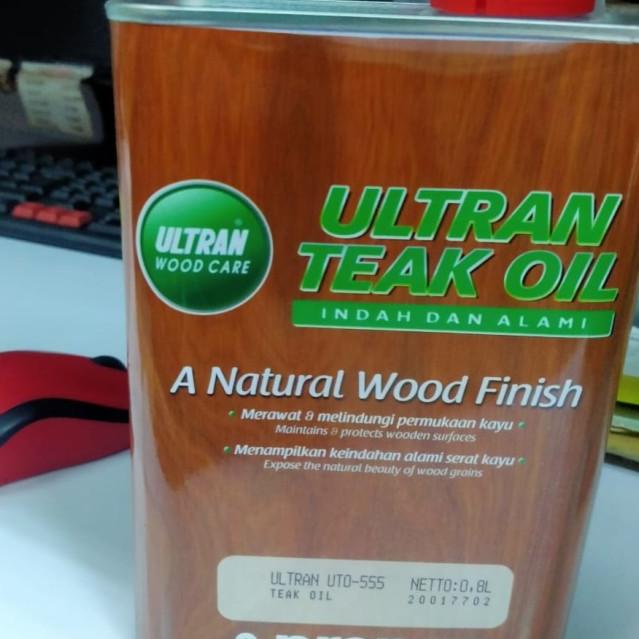 ULTRAN
WOOD CARE
ULTRAN
TEAK OIL
INDAH DAN ALAMI
A Natural Wood Finish
• Merawat & melindungi permukaan kayu •
Maintains & protects wooden surfaces
• Menampilkan keindahan alami serat kayu •
Expose the natural beauty of wood grains
ULTRAN UTO-555 NETTO:0,8L
TEAK OIL 20017702